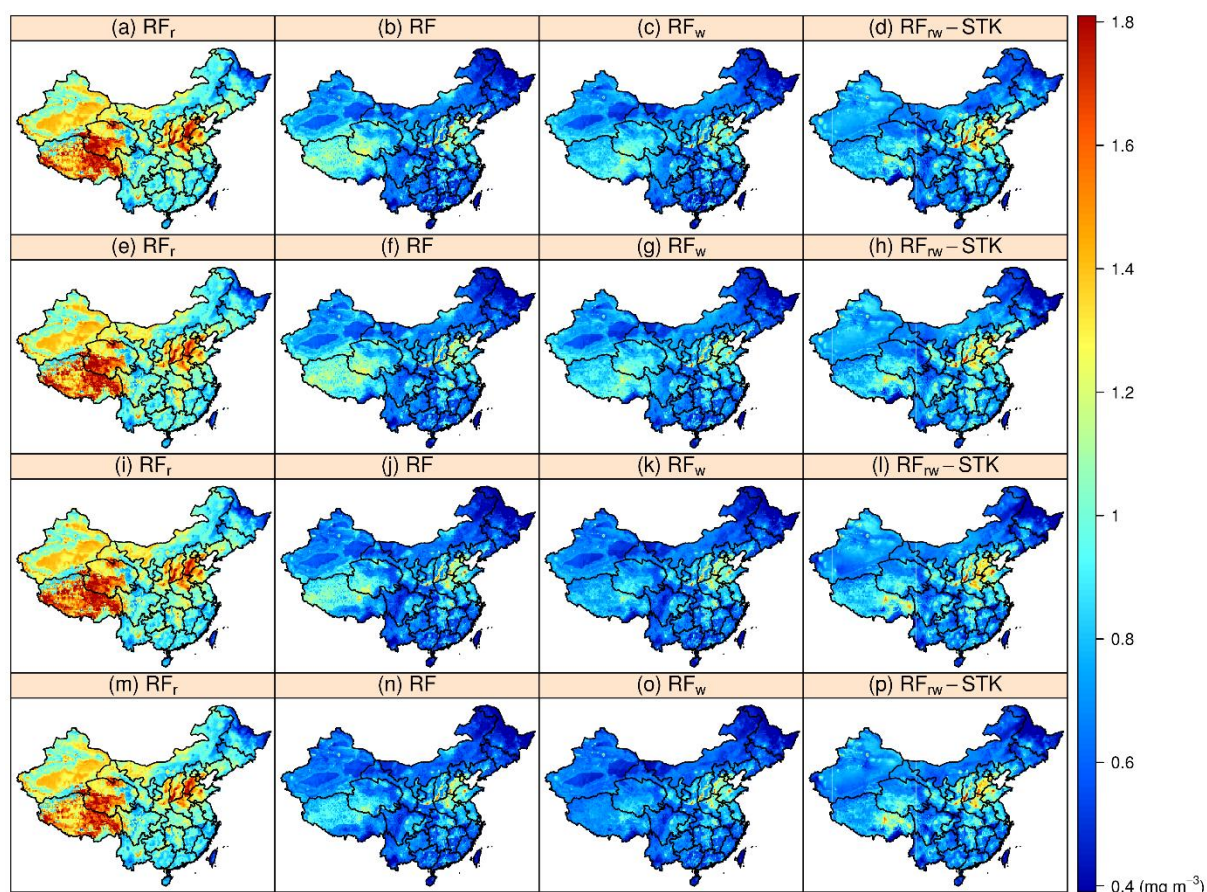 (a) RFr (b) RF (c) RFw (d) RFrw – STK
(e) RFr (f) RF (g) RFw (h) RFrw – STK
(i) RFr (j) RF (k) RFw (l) RFrw – STK
(m) RFr (n) RF (o) RFw (p) RFrw – STK
1.8
1.6
1.4
1.2
1
0.8
0.6
0.4 (mg m⁻³)